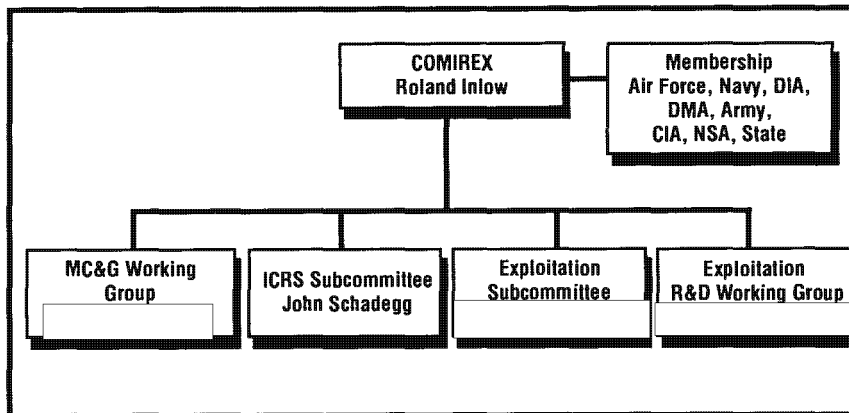 COMIREX
Roland Inlow
Membership
Air Force, Navy, DIA,
DMA, Army,
CIA, NSA, State
MC&G Working
Group
ICRS Subcommittee
John Schadegg
Exploitation
Subcommittee
Exploitation
R&D Working Group